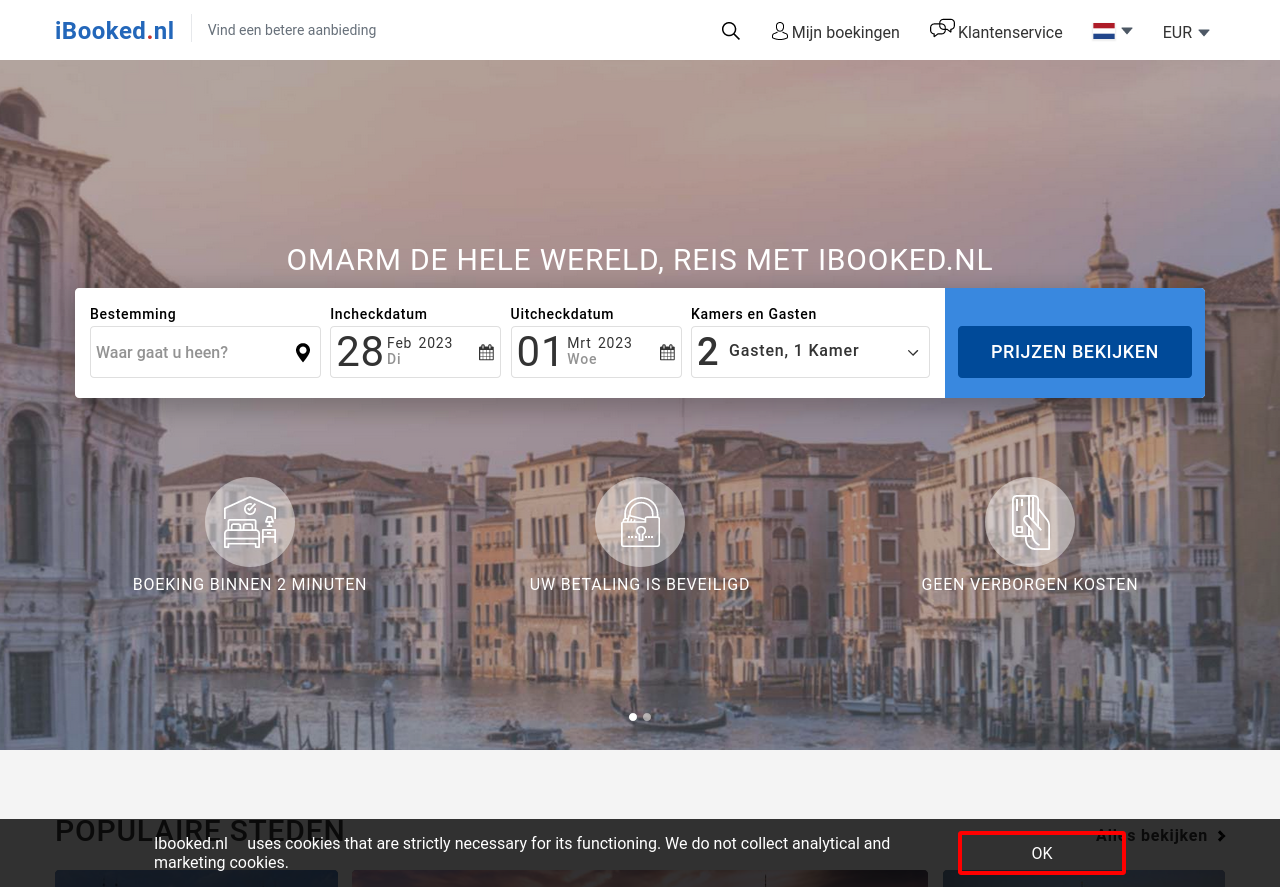 iBooked.nl
Vind een betere aanbieding
Mijn boekingen
Klantenservice
EUR
OMARM DE HELE WERELD, REIS MET IBOOKED.NL
Bestemming
Waar gaat u heen?
Incheckdatum
28 Feb 2023
Di
Uitcheckdatum
01 Mrt 2023
Woe
Kamers en Gasten
2 Gasten, 1 Kamer
PRIJZEN BEKIJKEN
BOEKING BINNEN 2 MINUTEN
UW BETALING IS BEVEILIGD
GEEN VERBORGEN KOSTEN
POPULAIRE STEDEN
Alles bekijken
Ibooked.nl uses cookies that are strictly necessary for its functioning. We do not collect analytical and
marketing cookies.
OK